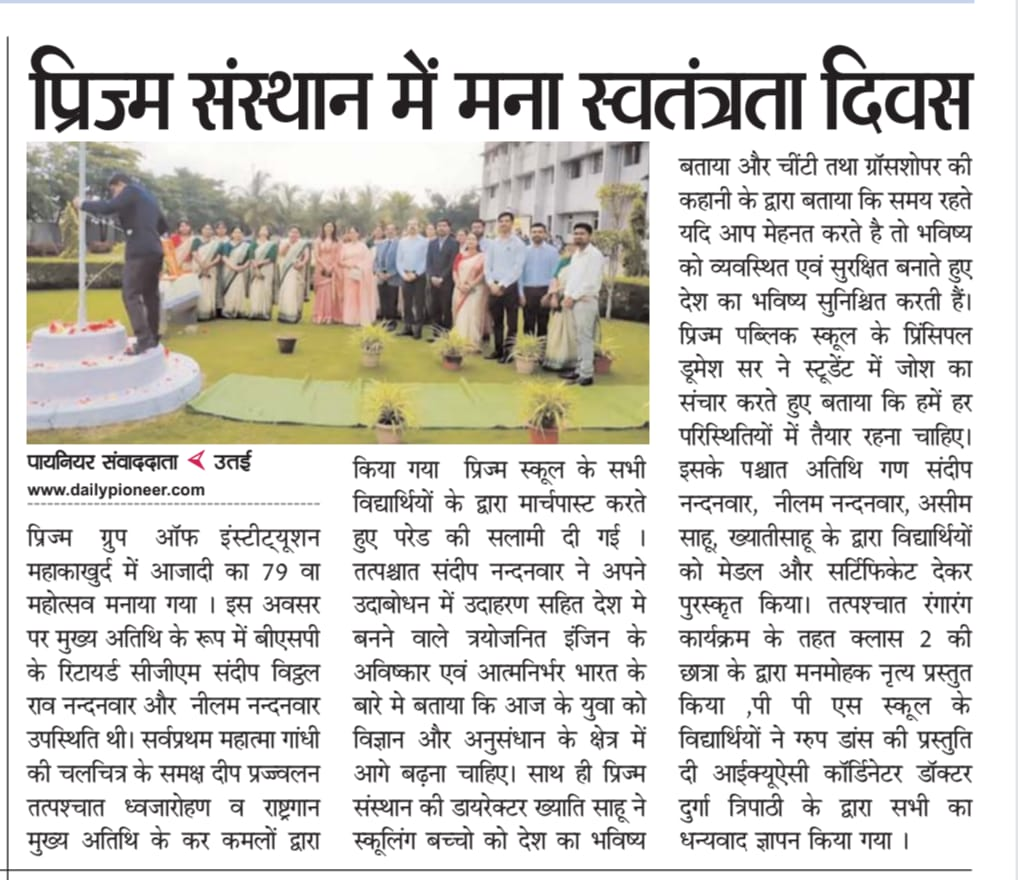 प्रिज्म संस्थान में मना स्वतंत्रता दिवस
पायनियर संवाददाता उतई
www.dailypioneer.com
प्रिज्म ग्रुप ऑफ इंस्टीट्यूशन
महाकाखुर्द में आजादी का 79 वा
महोत्सव मनाया गया । इस अवसर
पर मुख्य अतिथि के रूप में बीएसपी
के रिटायर्ड सीजीएम संदीप विट्ठल
राव नन्दनवार और नीलम नन्दनवार
उपस्थिति थी। सर्वप्रथम महात्मा गांधी
की चलचित्र के समक्ष दीप प्रज्ज्वलन
तत्पश्चात ध्वजारोहण व राष्ट्रगान
मुख्य अतिथि के कर कमलों द्वारा
किया गया प्रिज्म स्कूल के सभी
विद्यार्थियों के द्वारा मार्चपास्ट करते
हुए परेड की सलामी दी गई ।
तत्पश्चात संदीप नन्दनवार ने अपने
उदाबोधन में उदाहरण सहित देश मे
बनने वाले त्रयोजनित इंजिन के
अविष्कार एवं आत्मनिर्भर भारत के
बारे मे बताया कि आज के युवा को
विज्ञान और अनुसंधान के क्षेत्र में
आगे बढ़ना चाहिए। साथ ही प्रिज्म
संस्थान की डायरेक्टर ख्याति साहू ने
स्कूलिंग बच्चो को देश का भविष्य
बताया और चींटी तथा ग्रॉसशोपर की
कहानी के द्वारा बताया कि समय रहते
यदि आप मेहनत करते है तो भविष्य
को व्यवस्थित एवं सुरक्षित बनाते हुए
देश का भविष्य सुनिश्चित करती हैं।
प्रिज्म पब्लिक स्कूल के प्रिंसिपल
डूमेश सर ने स्टूडेंट में जोश का
संचार करते हुए बताया कि हमें हर
परिस्थितियों में तैयार रहना चाहिए।
इसके पश्चात अतिथि गण संदीप
नन्दनवार, नीलम नन्दनवार, असीम
साहू, ख्यातीसाहू के द्वारा विद्यार्थियों
को मेडल और सर्टिफिकेट देकर
पुरस्कृत किया। तत्पश्चात रंगारंग
कार्यक्रम के तहत क्लास 2 की
छात्रा के द्वारा मनमोहक नृत्य प्रस्तुत
किया ,पी पी एस स्कूल के
विद्यार्थियों ने ग्रुप डांस की प्रस्तुति
दी आईक्यूऐसी कॉर्डिनेटर डॉक्टर
दुर्गा त्रिपाठी के द्वारा सभी का
धन्यवाद ज्ञापन किया गया ।